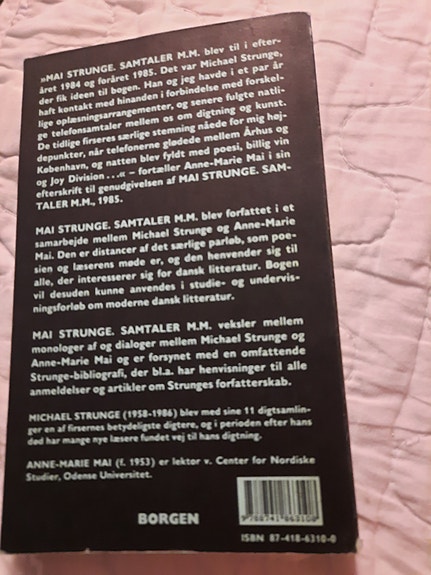 »MAI STRUNGE. SAMTALER M.M. blev til i efter-
året 1984 og foråret 1985. Det var Michael Strunge,
der fik ideen til bogen. Han og jeg havde i et par år
haft kontakt med hinanden i forbindelse med forskel-
lige oplæsningsarrangementer, og senere fulgte natli-
ge telefonsamtaler mellem os om digtning og kunst.
De tidlige firseres særlige stemning nåede for mig høj-
depunkter, når telefonerne glødede mellem Århus og
København, og natten blev fyldt med poesi, billig vin
og Joy Division . . .« – fortæller Anne-Marie Mai i sin
efterskrift til genudgivelsen af MAI STRUNGE. SAM-
TALER M.M., 1985.
MAI STRUNGE. SAMTALER M.M. blev forfattet i et
samarbejde mellem Michael Strunge og Anne-Marie
Mai. Den er distancer af det særlige parløb, som poe-
sien og læserens møde er, og den henvender sig til
alle, der interesserer sig for dansk litteratur. Bogen
vil desuden kunne anvendes i studie- og undervis-
ningsforløb om moderne dansk litteratur.
MAI STRUNGE. SAMTALER M.M. veksler mellem
monologer af og dialoger mellem Michael Strunge og
Anne-Marie Mai og er forsynet med en omfattende
Strunge-bibliografi, der bl.a. har henvisninger til alle
anmeldelser og artikler om Strunges forfatterskab.
MICHAEL STRUNGE (1958-1986) blev med sine 11 digtsamlin-
ger en af firsernes betydeligste digtere, og i perioden efter hans
død har mange nye læsere fundet vej til hans digtning.
ANNE-MARIE MAI (f. 1953) er lektor v. Center for Nordiske
Studier, Odense Universitet.
BORGEN
9 788741 863108
ISBN 87-418-6310-0